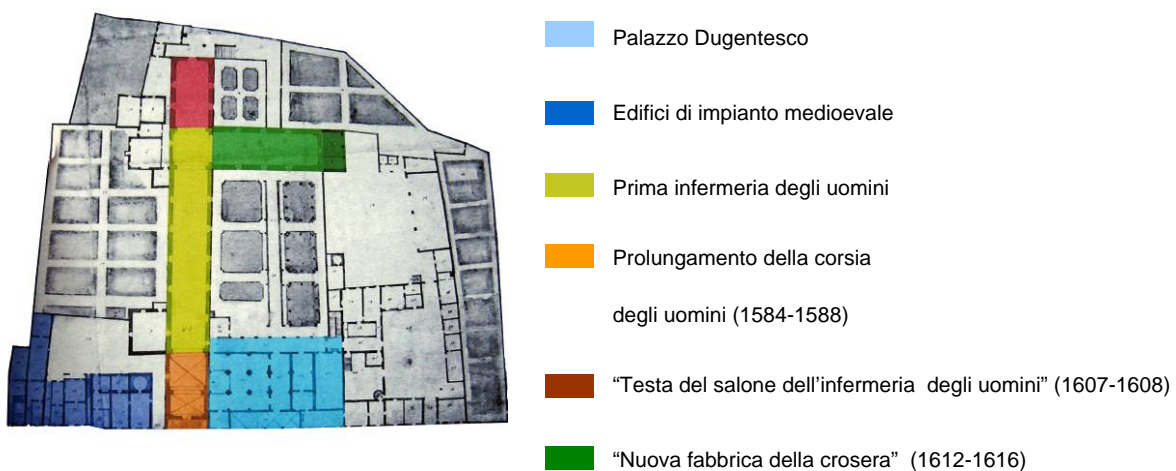 Palazzo Dugentesco
Edifici di impianto medioevale
Prima infermeria degli uomini
Prolungamento della corsia
degli uomini (1584-1588)
“Testa del salone dell’infermeria degli uomini” (1607-1608)
“Nuova fabbrica della crosera” (1612-1616)